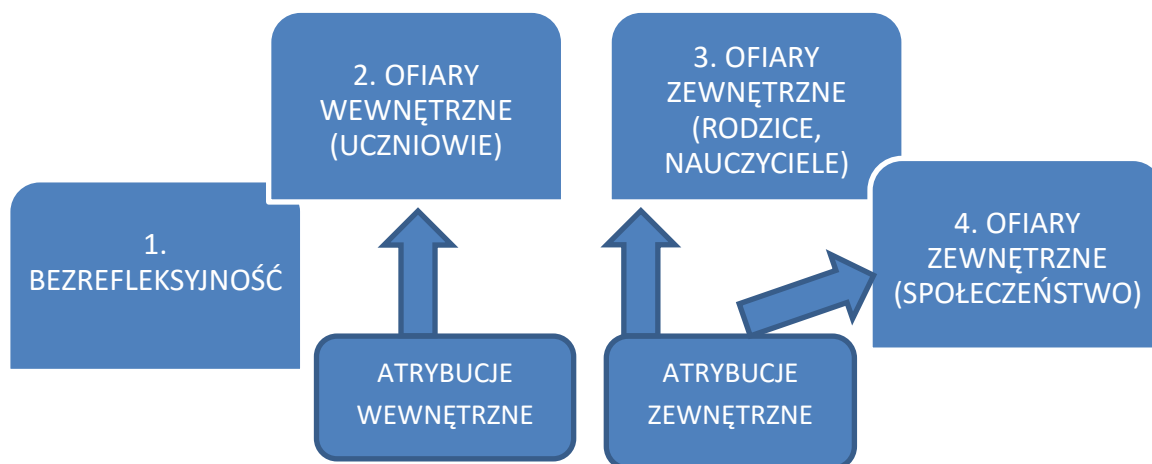 1.
BEZREFLEKSYJNOŚĆ
2. OFIARY
WEWNĘTRZNE
(UCZNIOWIE)
3. OFIARY
ZEWNĘTRZNE
(RODZICE,
NAUCZYCIELE)
4. OFIARY
ZEWNĘTRZNE
(SPOŁECZEŃSTWO)
ATRYBUCJE
WEWNĘTRZNE
ATRYBUCJE
ZEWNĘTRZNE